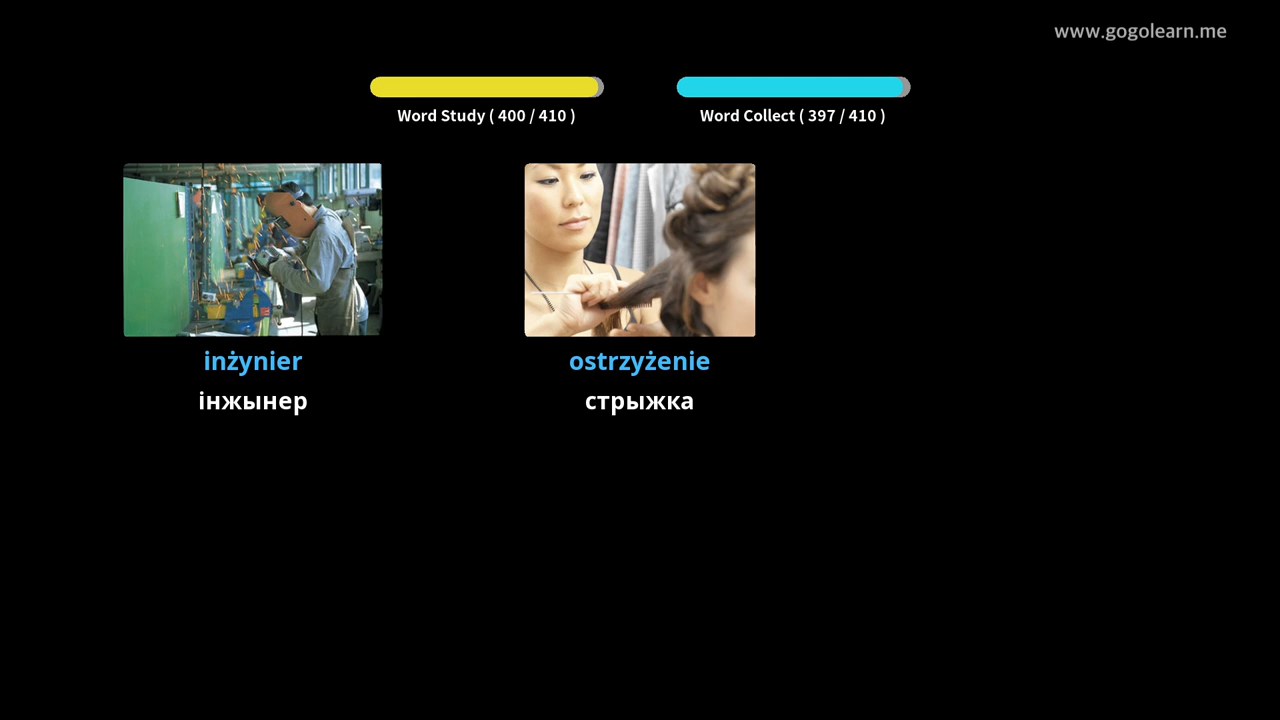 www.gogolearn.me
Word Study ( 400 / 410 )
Word Collect ( 397 / 410 )
inżynier
інжынер
ostrzyżenie
стрыжка